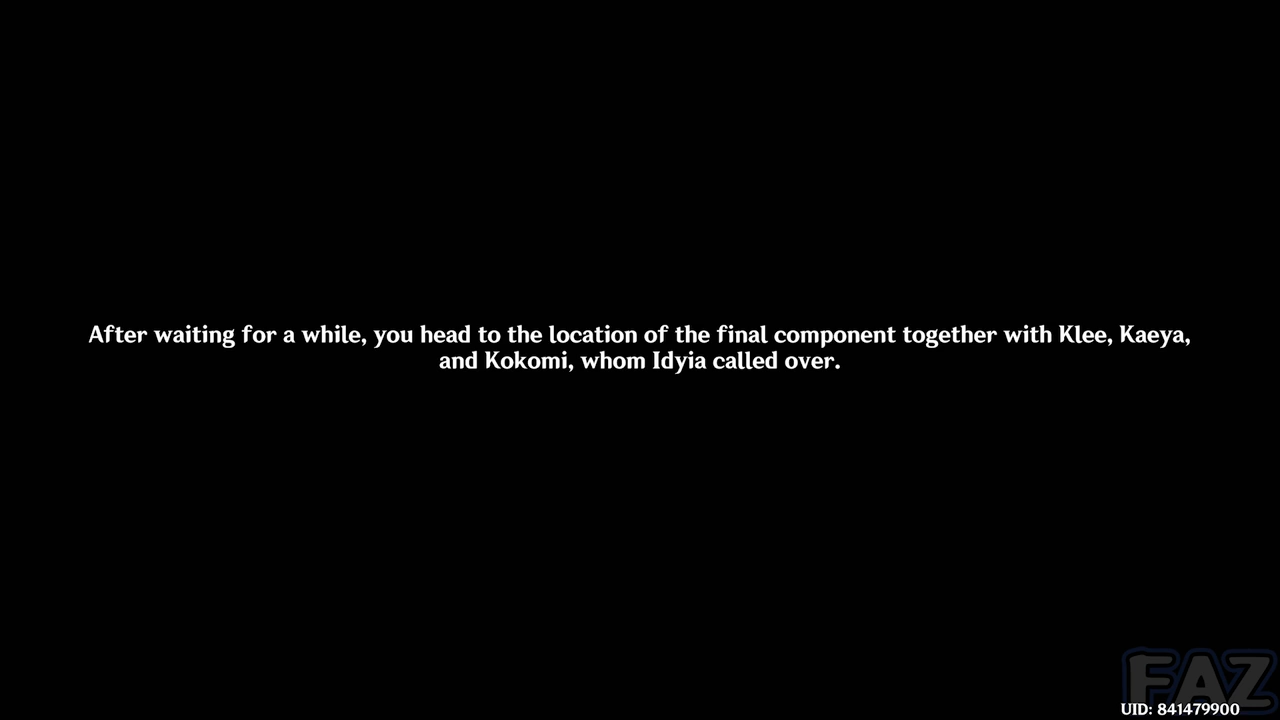 After waiting for a while, you head to the location of the final component together with Klee, Kaeya,
and Kokomi, whom Idyia called over.
FAZ
UID: 841479900